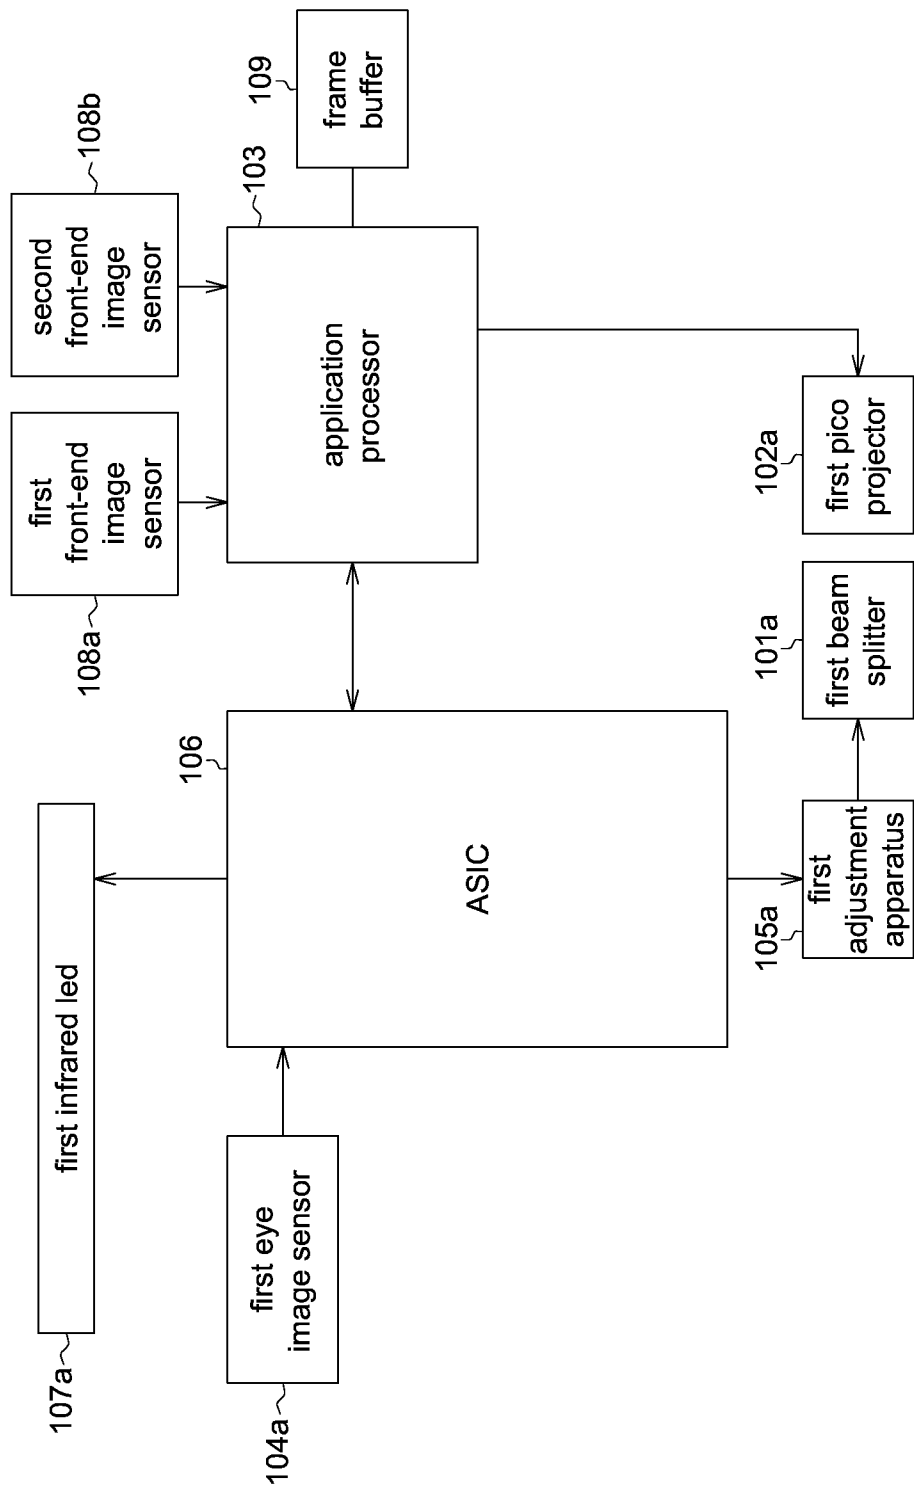 107a
first infrared led
104a
first eye
image sensor
106
ASIC
105a
first
adjustment
apparatus
101a
first beam
splitter
102a
first pico
projector
108a
first
front-end
image
sensor
108b
second
front-end
image
sensor
103
application
processor
109
frame
buffer